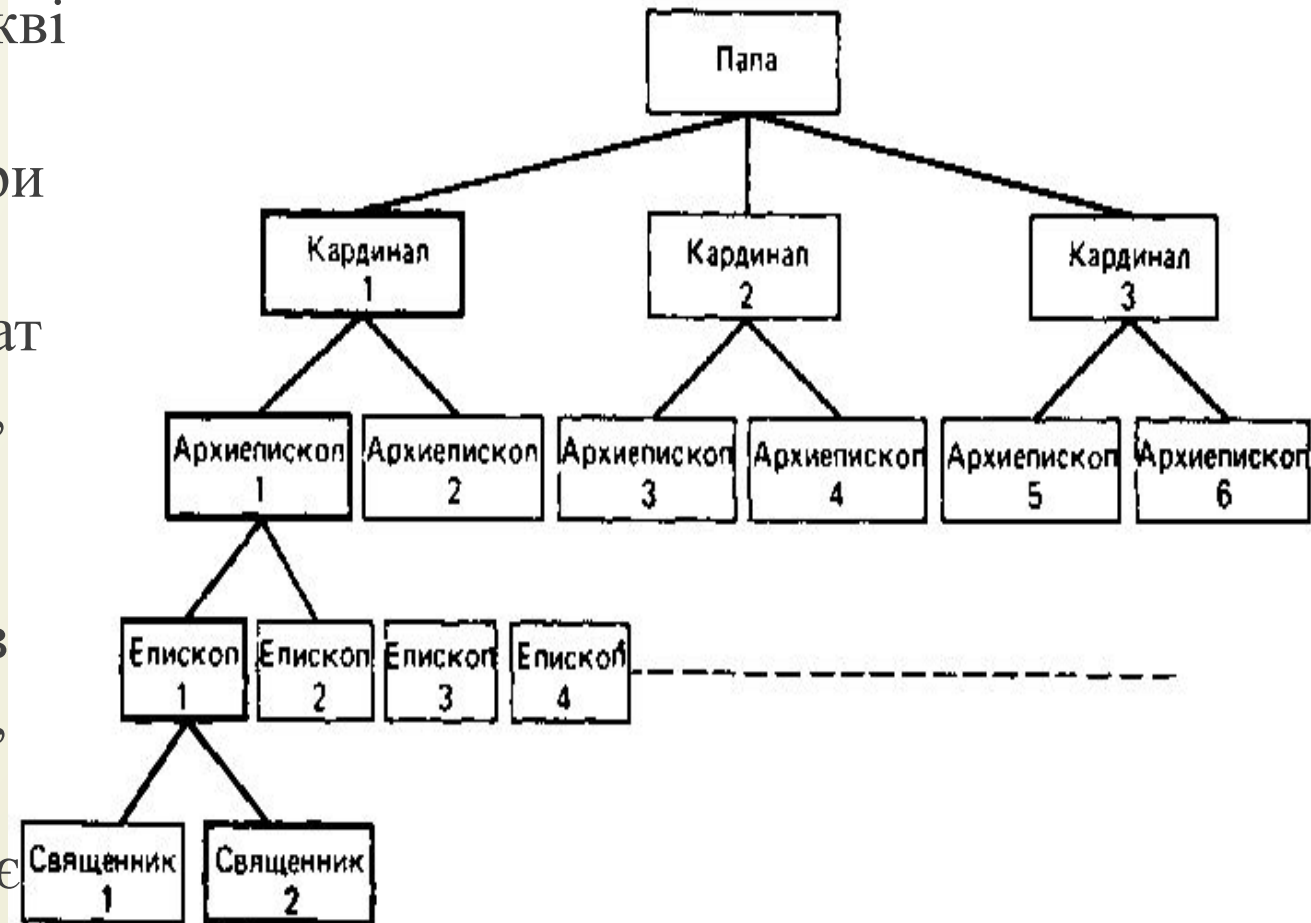 кві
ри
ат
,
в
,
є
Папа
Кардинал
1
Кардинал
2
Кардинал
3
Архиепископ
1
Архиепископ
2
Архиепископ
3
Архиепископ
4
Архиепископ
5
Архиепископ
6
Епископ
1
Епископ
2
Епископ
3
Епископ
4
Священник
1
Священник
2